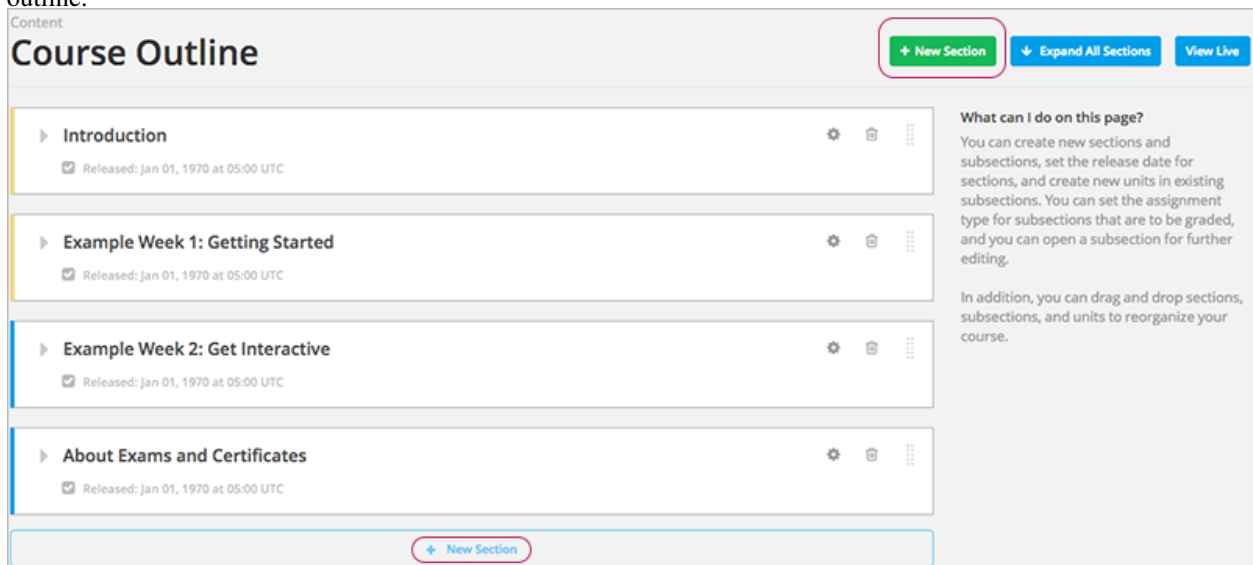 outline.
Content
Course Outline
+ New Section
Expand All Sections
View Live
Introduction
Released: Jan 01, 1970 at 05:00 UTC
Example Week 1: Getting Started
Released: Jan 01, 1970 at 05:00 UTC
Example Week 2: Get Interactive
Released: Jan 01, 1970 at 05:00 UTC
About Exams and Certificates
Released: Jan 01, 1970 at 05:00 UTC
+ New Section
What can I do on this page?
You can create new sections and
subsections, set the release date for
sections, and create new units in existing
subsections. You can set the assignment
type for subsections that are to be graded,
and you can open a subsection for further
editing.
In addition, you can drag and drop sections,
subsections, and units to reorganize your
course.